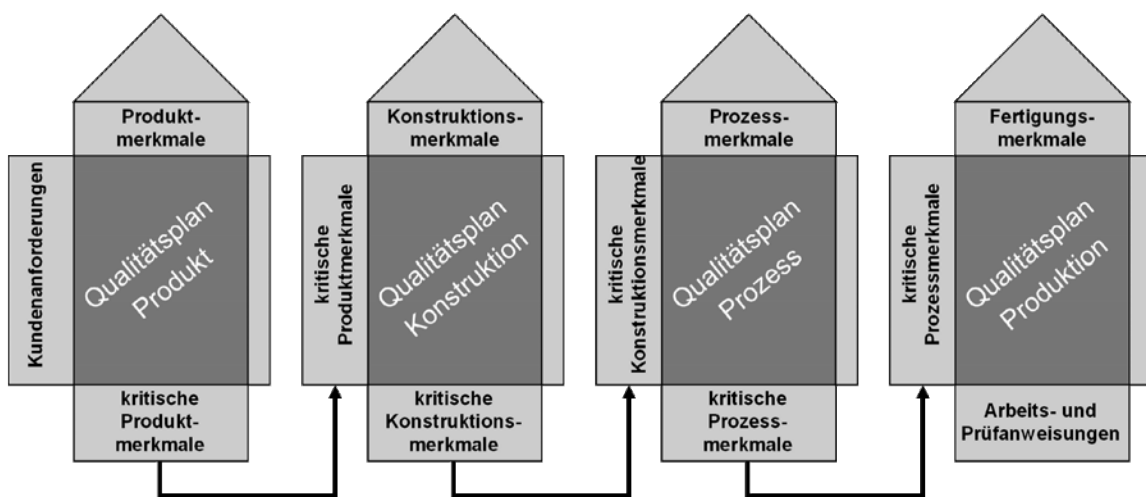 Produkt-
merkmale
Kundenanforderungen
Qualitätsplan
Produkt
kritische
Produkt-
merkmale
Konstruktions-
merkmale
kritische
Produktmerkmale
Qualitätsplan
Konstruktion
kritische
Konstruktions-
merkmale
Prozess-
merkmale
kritische
Konstruktionsmerkmale
Qualitätsplan
Prozess
kritische
Prozess-
merkmale
Fertigungs-
merkmale
kritische
Prozessmerkmale
Qualitätsplan
Produktion
Arbeits- und
Prüfanweisungen